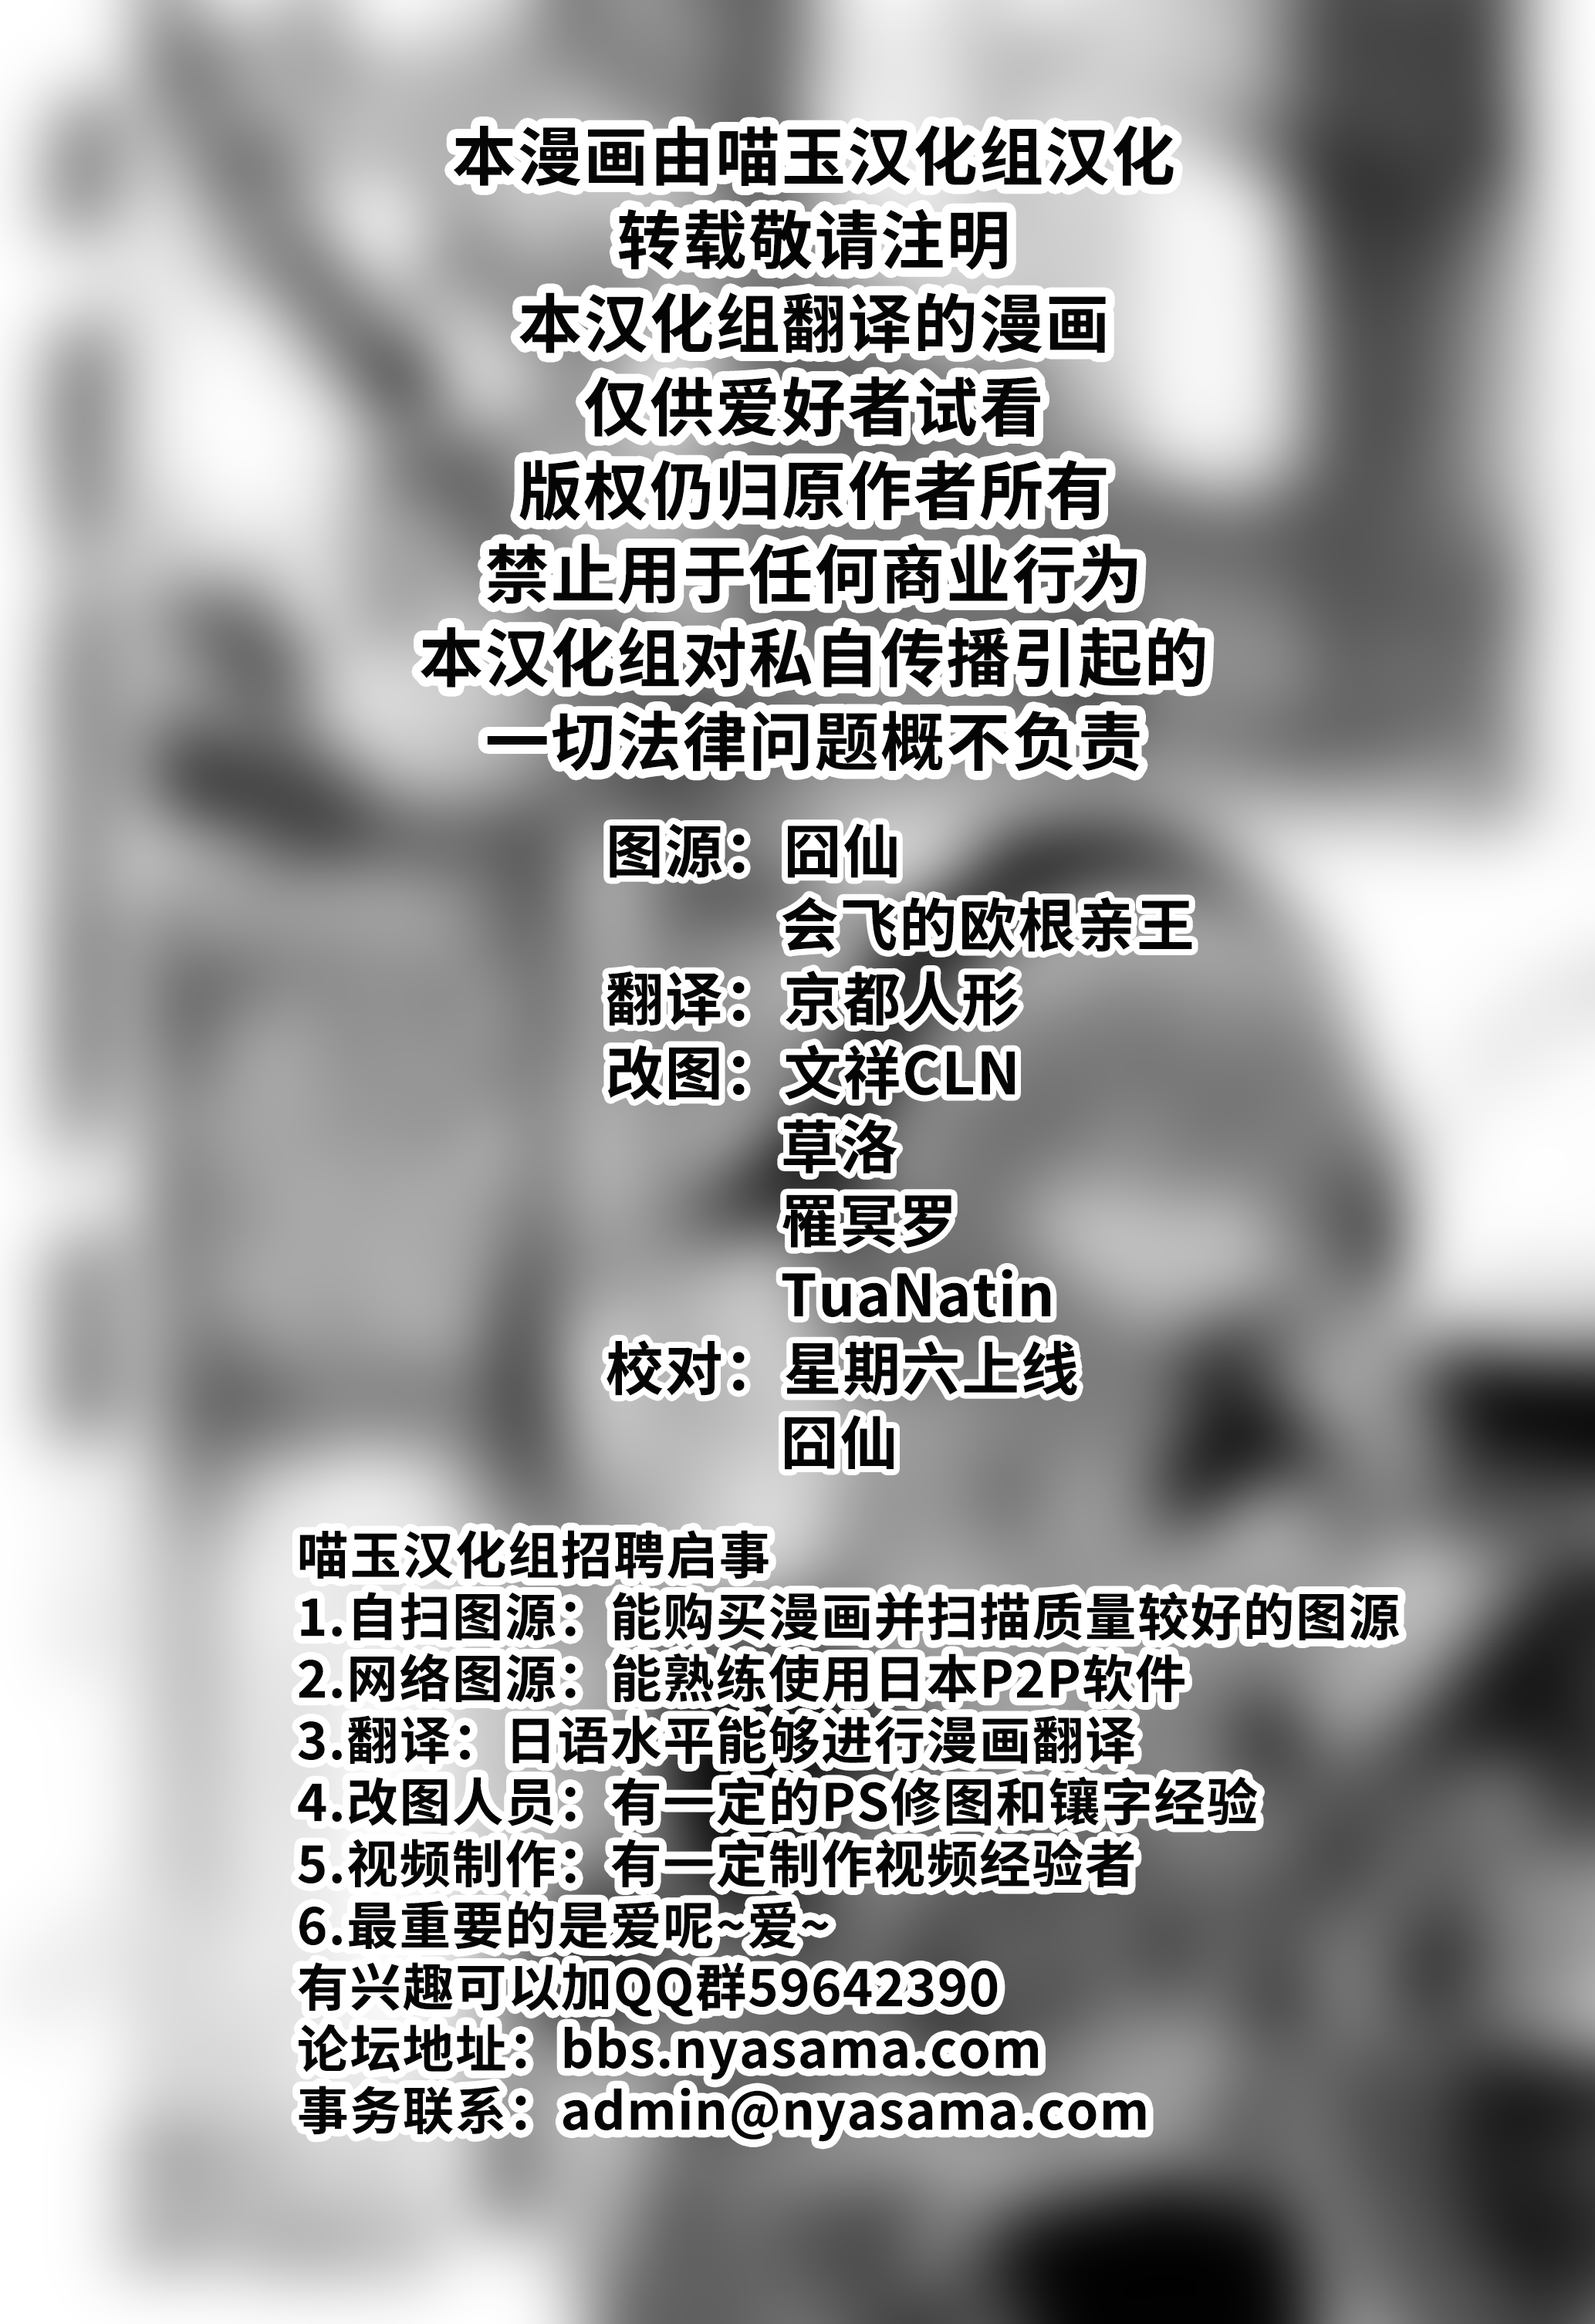 本漫画由喵玉汉化组汉化
转载敬请注明
本汉化组翻译的漫画
仅供爱好者试看
版权仍归原作者所有
禁止用于任何商业行为
本汉化组对私自传播引起的
一切法律问题概不负责
图源：囧仙
会飞的欧根亲王
翻译：京都人形
改图：文祥CLN
草洛
罹冥罗
TuaNatin
校对：星期六上线
囧仙
喵玉汉化组招聘启事
1.自扫图源：能购买漫画并扫描质量较好的图源
2.网络图源：能熟练使用日本P2P软件
3.翻译：日语水平能够进行漫画翻译
4.改图人员：有一定的PS修图和镶字经验
5.视频制作：有一定制作视频经验者
6.最重要的是爱呢~爱~
有兴趣可以加QQ群59642390
论坛地址：bbs.nyasama.com
事务联系：admin@nyasama.com